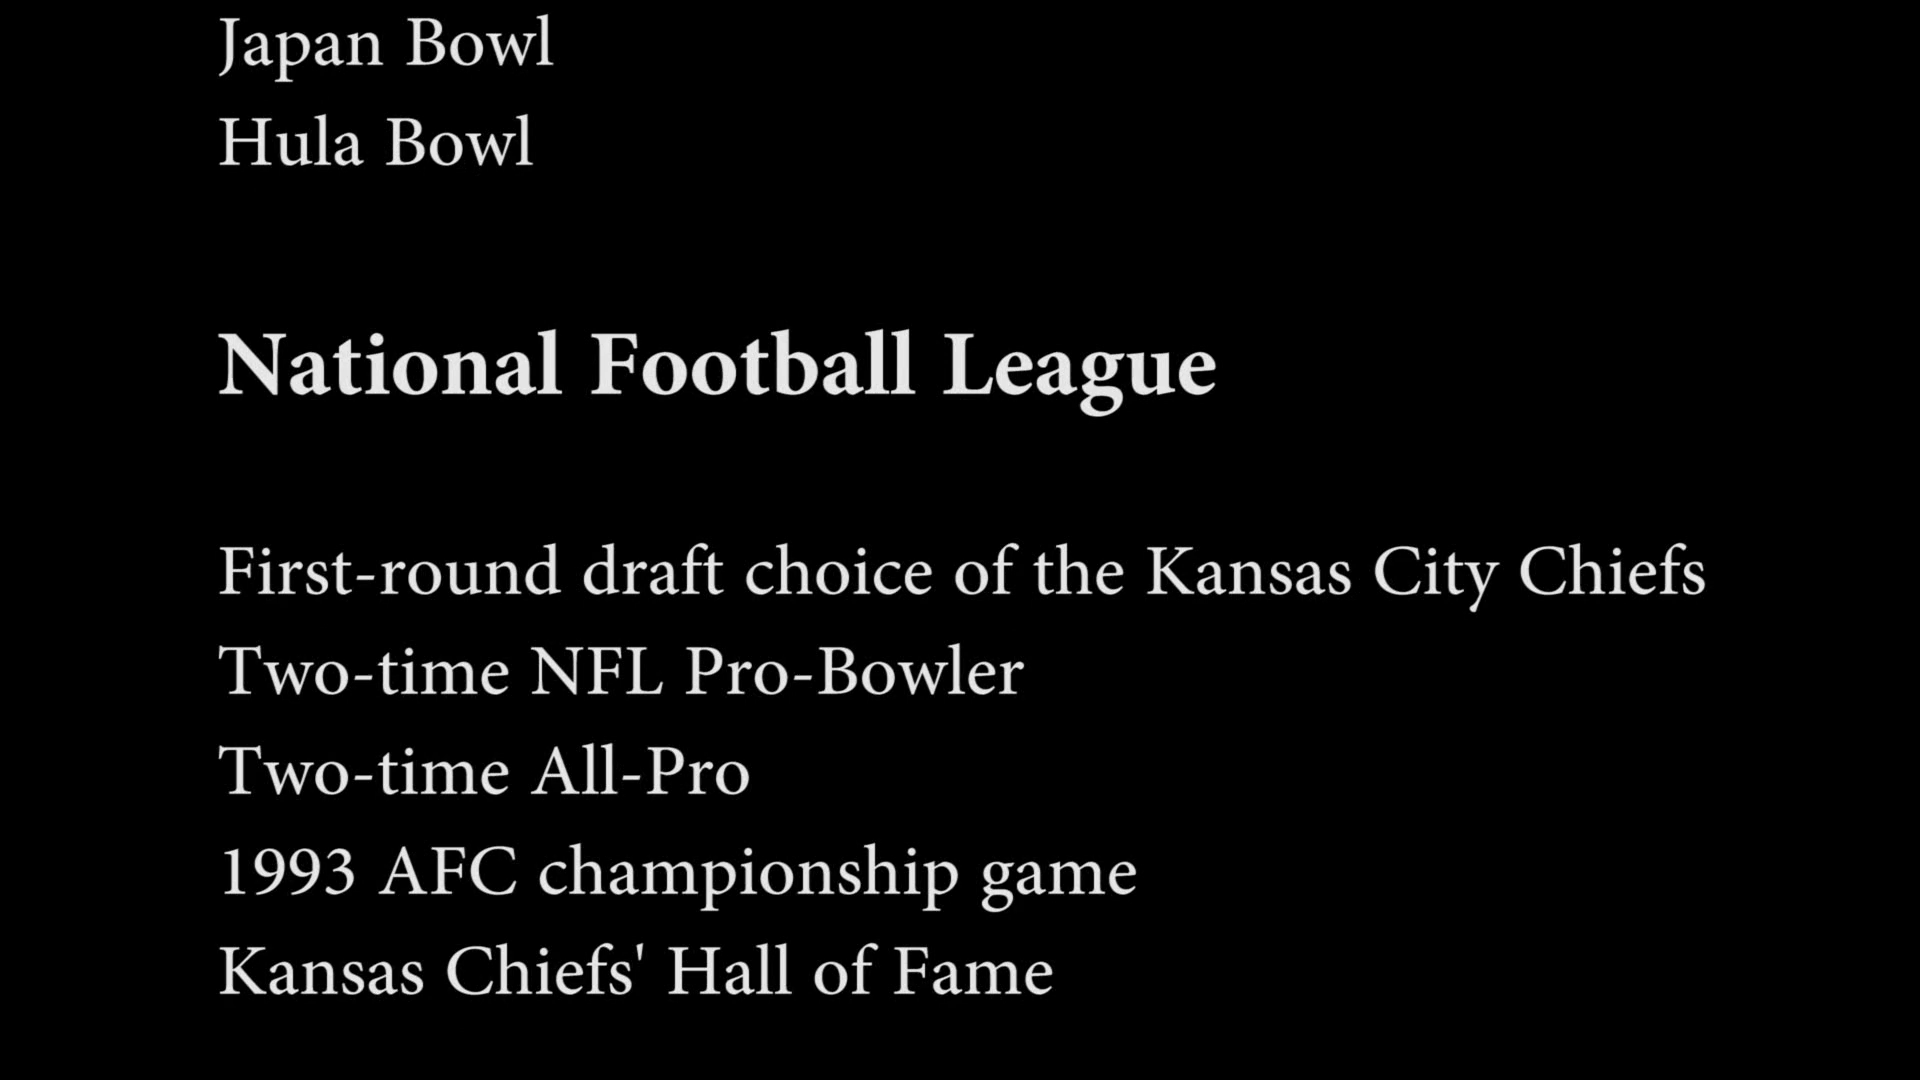 Japan Bowl
Hula Bowl
National Football League
First-round draft choice of the Kansas City Chiefs
Two-time NFL Pro-Bowler
Two-time All-Pro
1993 AFC championship game
Kansas Chiefs' Hall of Fame